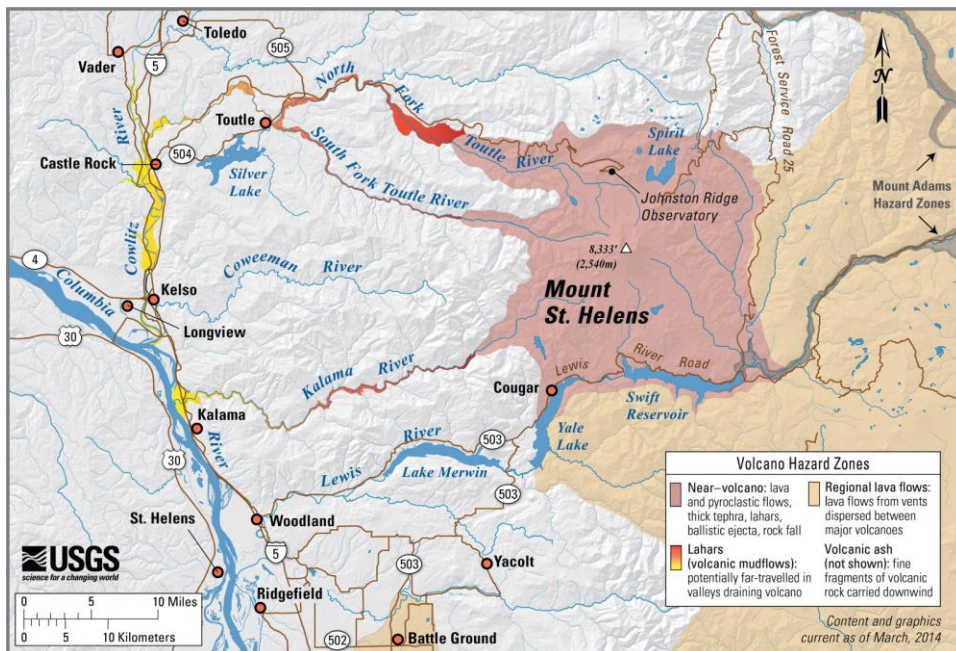 Toledo
Vader
5
505
North
Fork
Toutle River
Forest Service Road 25
N
Toutle
Spirit
Lake
River
Castle Rock
504
Silver
Lake
South Fork Toutle River
Johnston Ridge
Observatory
Mount Adams
Hazard Zones
8,333'
(2,540m)
Cowlitz
4
Columbia
Coweeman River
Mount
St. Helens
Kelso
Longview
30
Kalama River
Lewis
River Road
Cougar
Swift
Reservoir
Kalama
Yale
Lake
River
503
30
Lewis
River
Lake Merwin
503
St. Helens
Woodland
5
503
Yacolt
Ridgefield
502
Battle Ground
USGS
science for a changing world
0 5 10 Miles
0 5 10 Kilometers
Volcano Hazard Zones
Near–volcano: lava
and pyroclastic flows,
thick tephra, lahars,
ballistic ejecta, rock fall
Lahars
(volcanic mudflows):
potentially far-travelled in
valleys draining volcano
Regional lava flows:
lava flows from vents
dispersed between
major volcanoes
Volcanic ash
(not shown): fine
fragments of volcanic
rock carried downwind
Content and graphics
current as of March, 2014